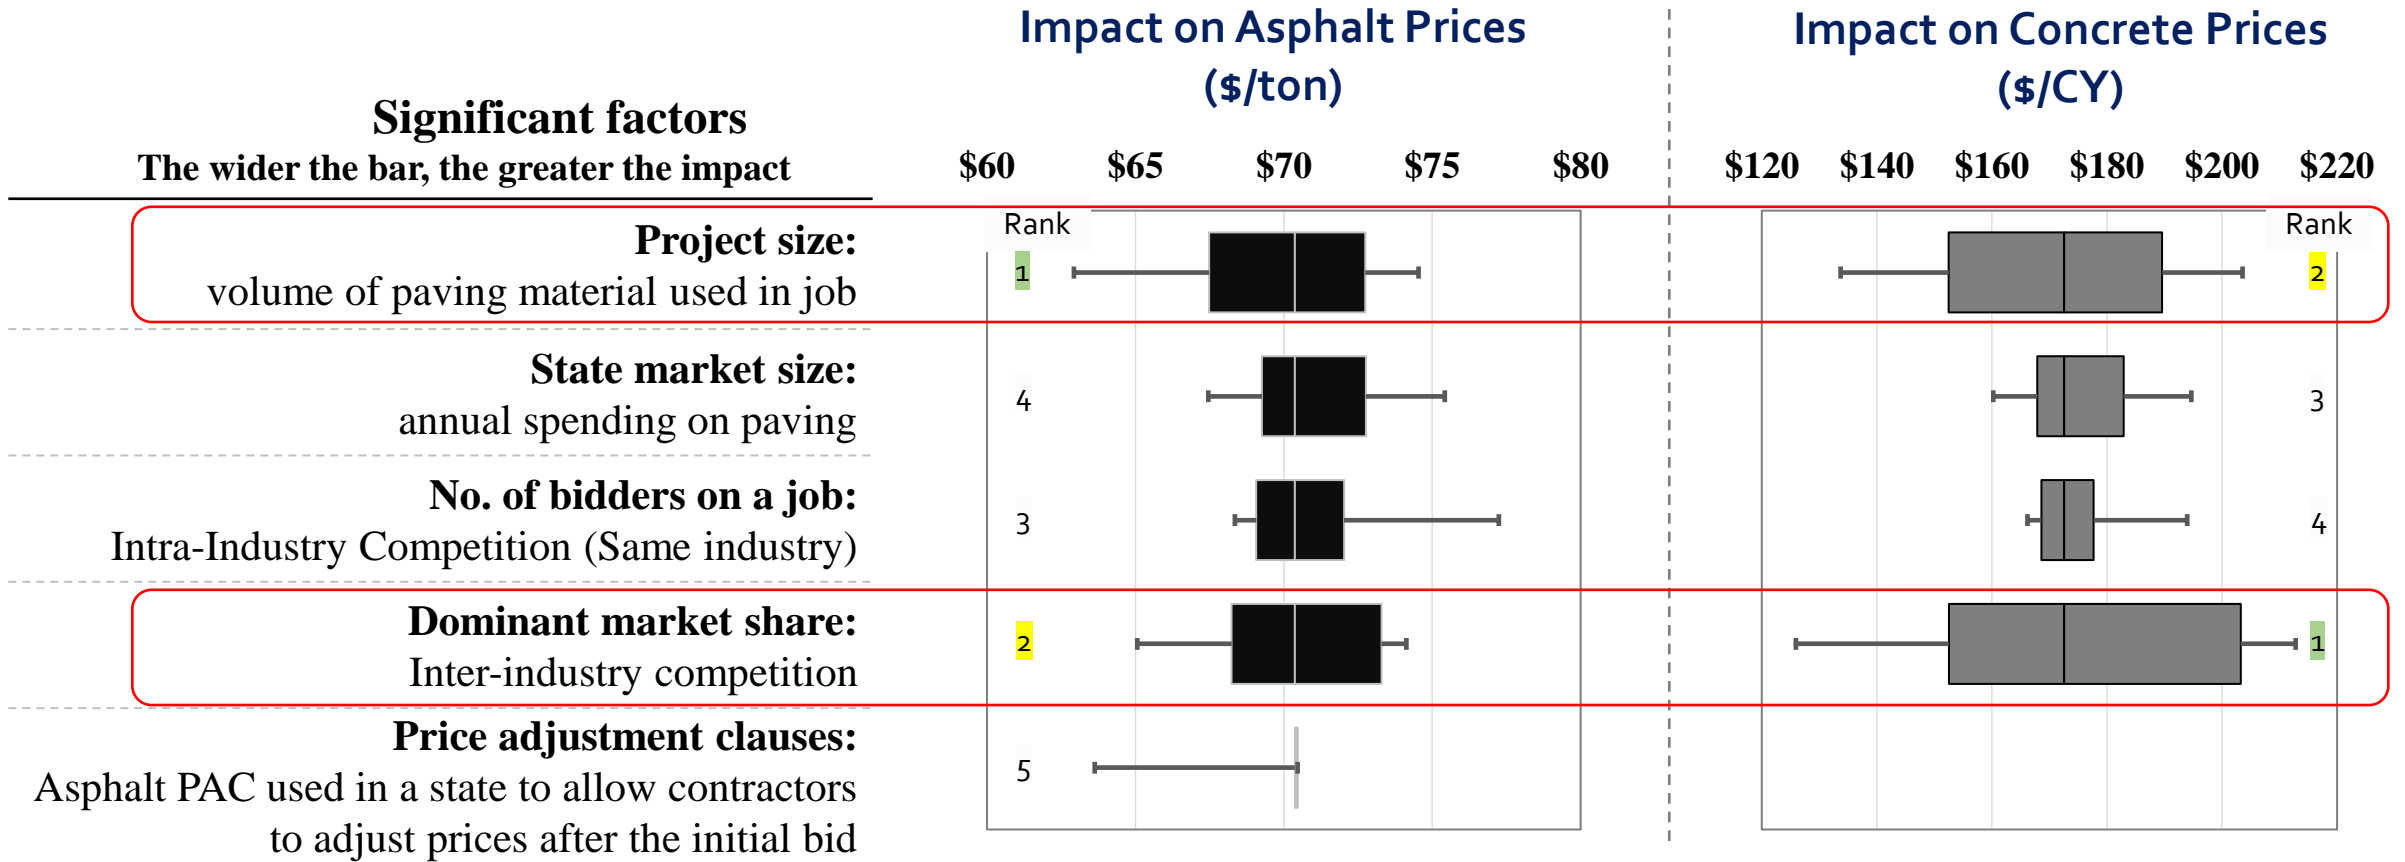 Impact on Asphalt Prices
($/ton)
Impact on Concrete Prices
($/CY)
Significant factors
The wider the bar, the greater the impact
$60 $65 $70 $75 $80
$120 $140 $160 $180 $200 $220
Rank
Rank
Project size:
volume of paving material used in job
1
2
State market size:
annual spending on paving
4
3
No. of bidders on a job:
Intra-Industry Competition (Same industry)
3
4
Dominant market share:
Inter-industry competition
2
1
Price adjustment clauses:
Asphalt PAC used in a state to allow contractors
to adjust prices after the initial bid
5